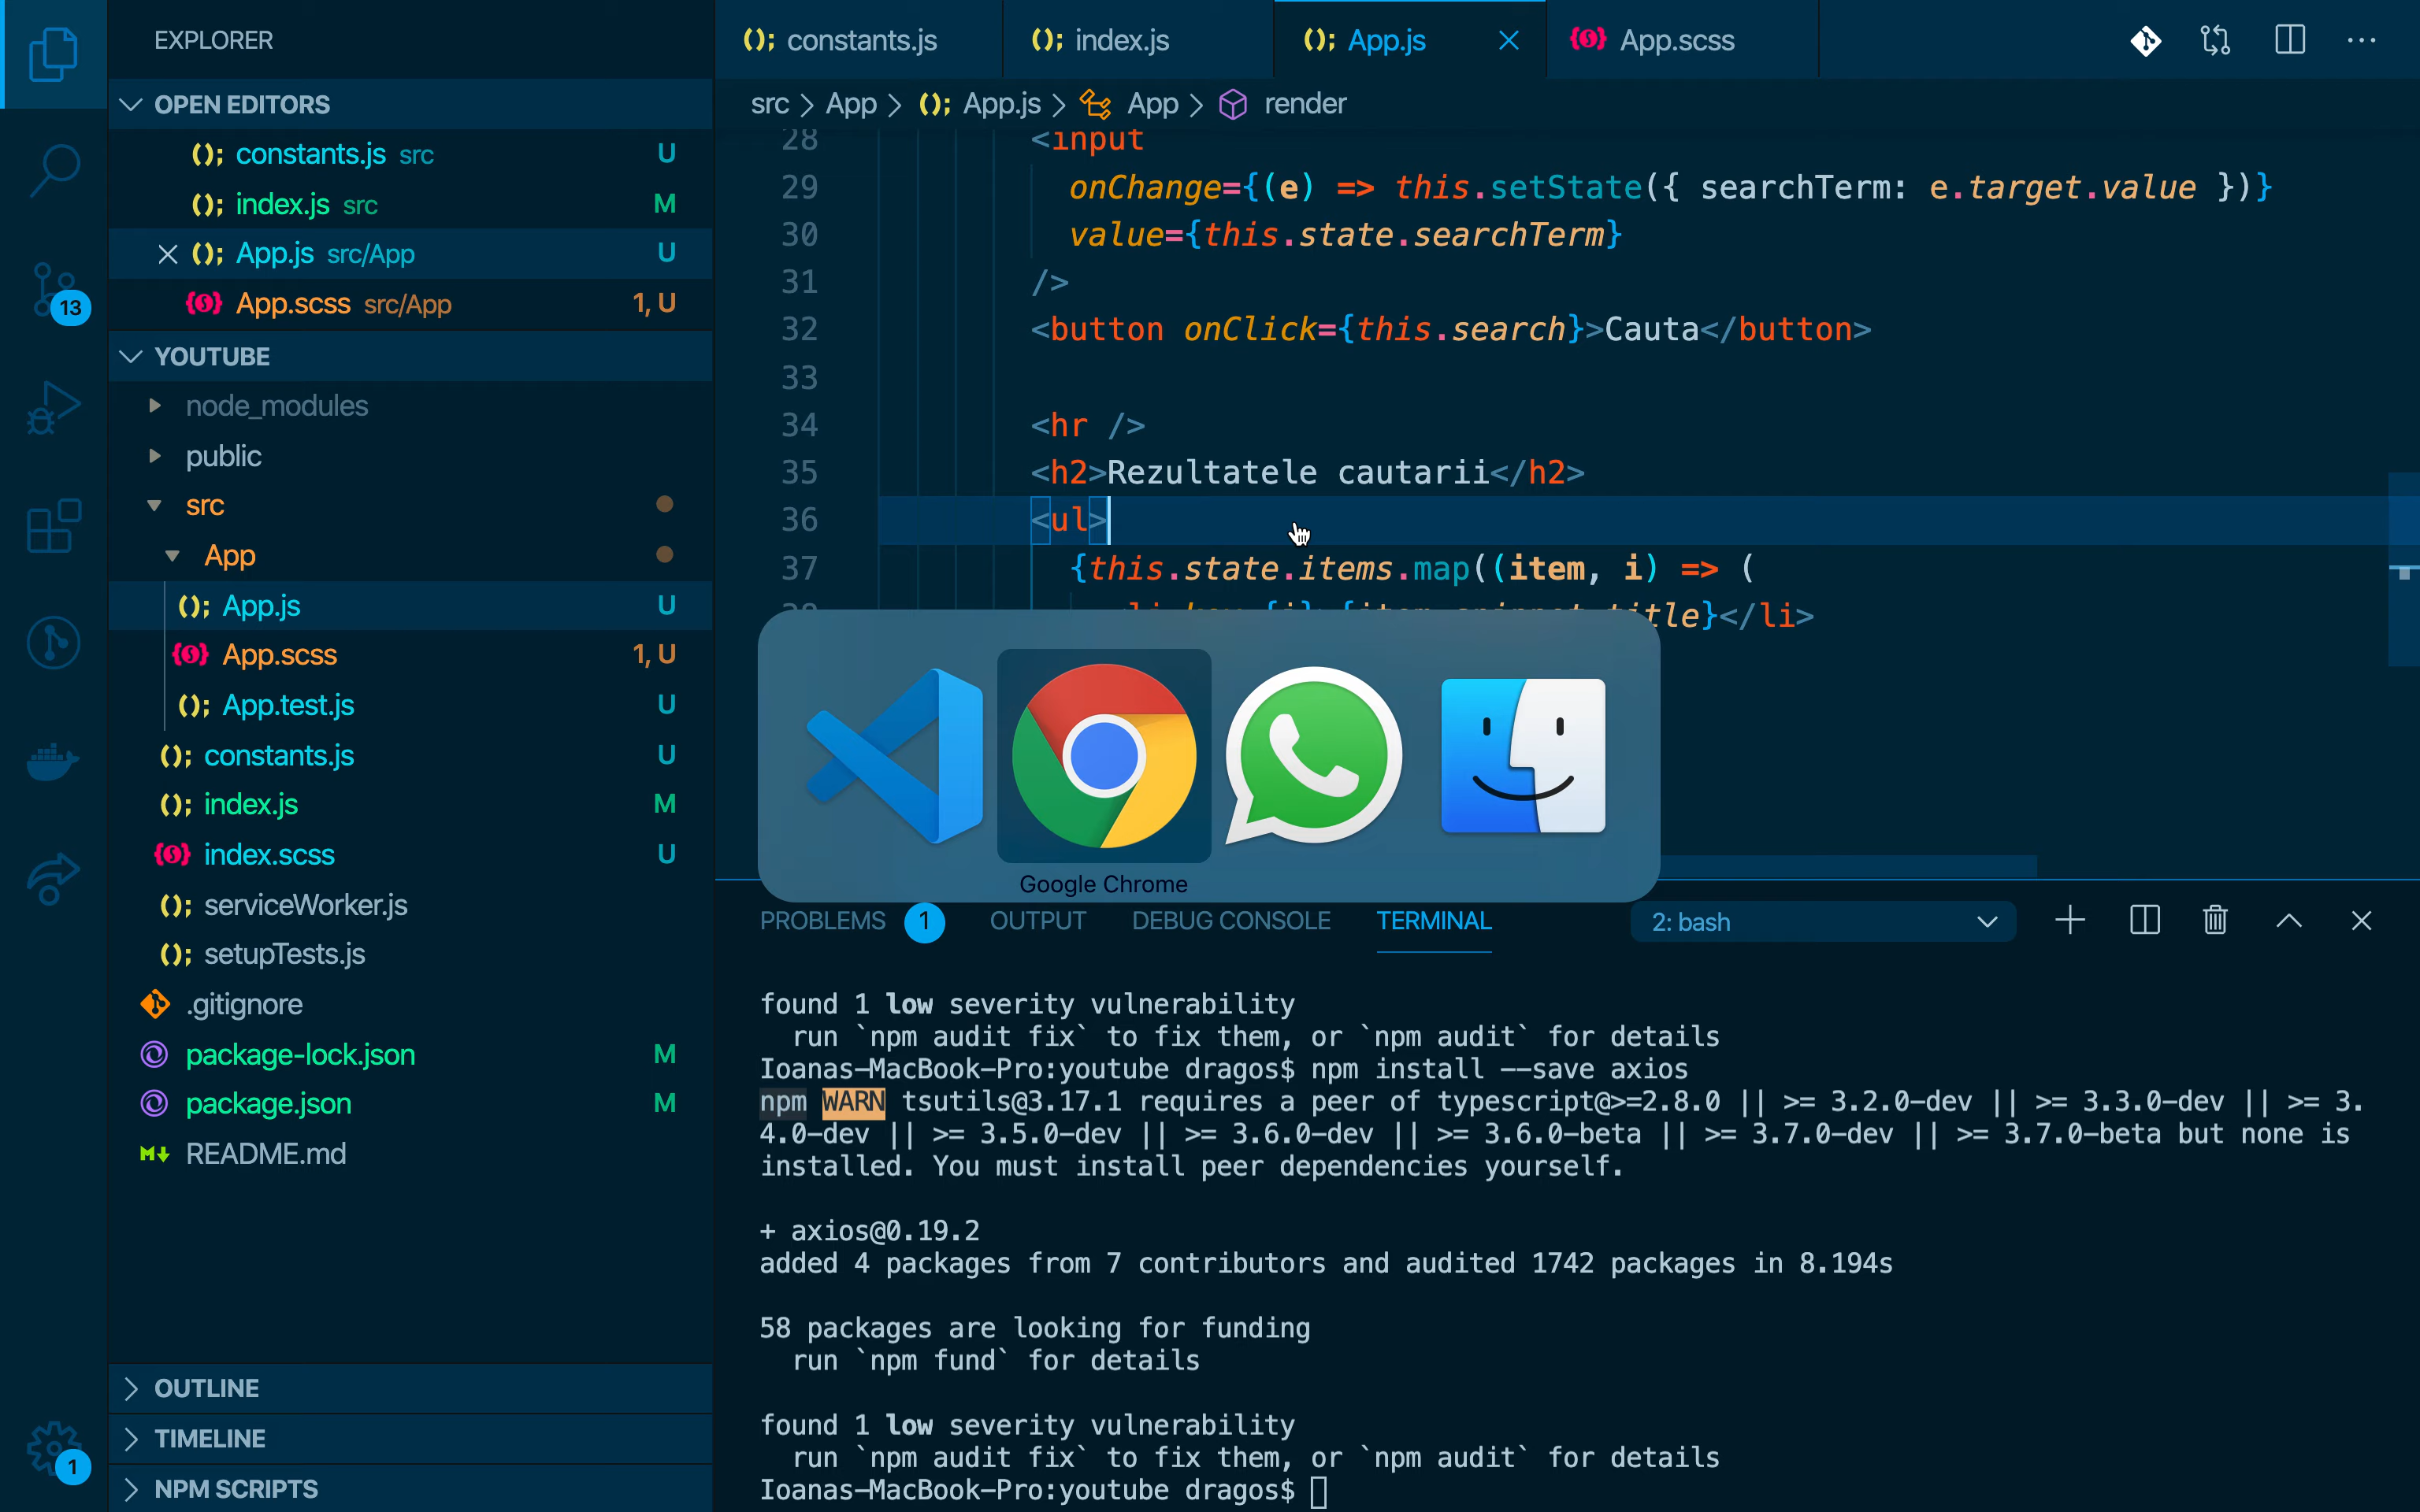 EXPLORER
OPEN EDITORS
constants.js src U
index.js src M
App.js src/App U
App.scss src/App 1, U
13
YOUTUBE
node_modules
public
src
App
App.js U
App.scss 1, U
App.test.js U
constants.js U
index.js M
index.scss U
serviceWorker.js
setupTests.js
.gitignore
package-lock.json M
package.json M
README.md
OUTLINE
TIMELINE
NPM SCRIPTS
1
constants.js
index.js
App.js
App.scss
src > App > App.js > App > render
28 <input
29 onChange={(e) => this.setState({ searchTerm: e.target.value })}
30 value={this.state.searchTerm}
31 />
32 <button onClick={this.search}>Cauta</button>
33
34 <hr />
35 <h2>Rezultatele cautarii</h2>
36 <ul>
37 {this.state.items.map((item, i) => (
38 <li key={i}>{item.snippet.title}</li>
Google Chrome
PROBLEMS 1 OUTPUT DEBUG CONSOLE TERMINAL 2: bash
found 1 low severity vulnerability
run `npm audit fix` to fix them, or `npm audit` for details
Ioanas-MacBook-Pro:youtube dragos$ npm install --save axios
npm WARN tsutils@3.17.1 requires a peer of typescript@>=2.8.0 || >= 3.2.0-dev || >= 3.3.0-dev || >= 3.
4.0-dev || >= 3.5.0-dev || >= 3.6.0-dev || >= 3.6.0-beta || >= 3.7.0-dev || >= 3.7.0-beta but none is
installed. You must install peer dependencies yourself.
+ axios@0.19.2
added 4 packages from 7 contributors and audited 1742 packages in 8.194s
58 packages are looking for funding
run `npm fund` for details
found 1 low severity vulnerability
run `npm audit fix` to fix them, or `npm audit` for details
Ioanas-MacBook-Pro:youtube dragos$